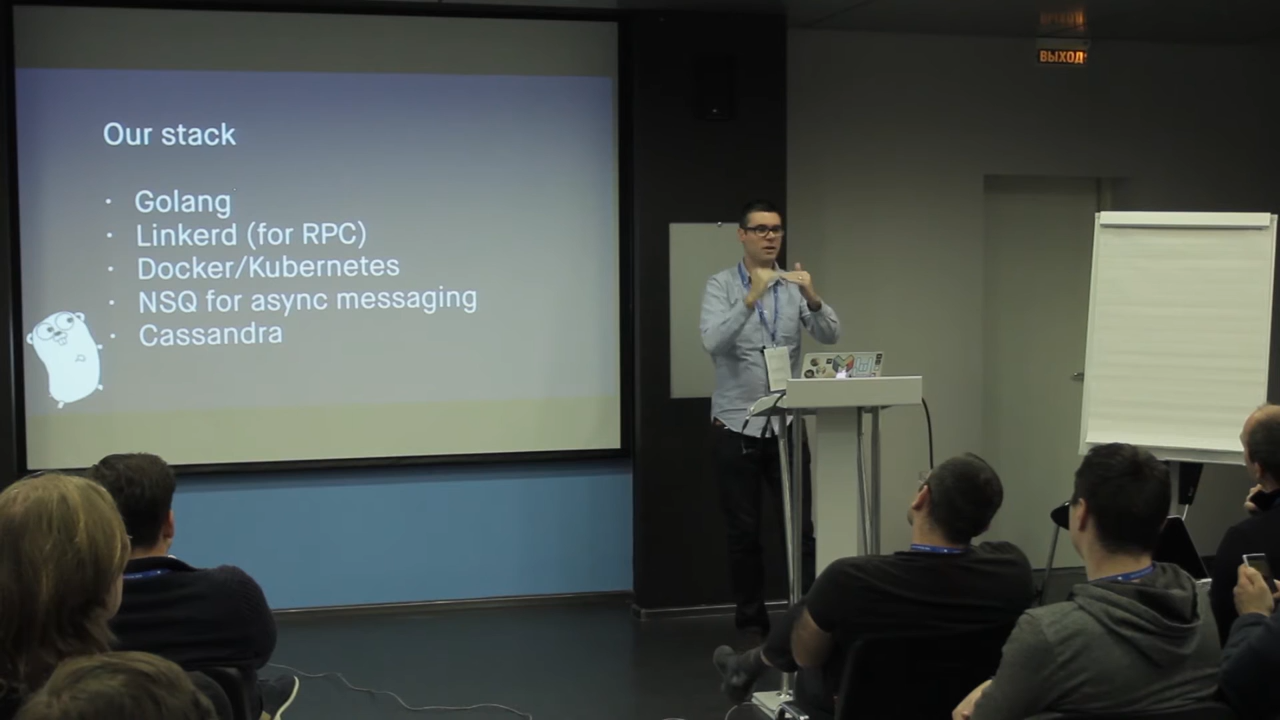 Our stack
· Golang
· Linkerd (for RPC)
· Docker/Kubernetes
· NSQ for async messaging
· Cassandra
ВЫХОД